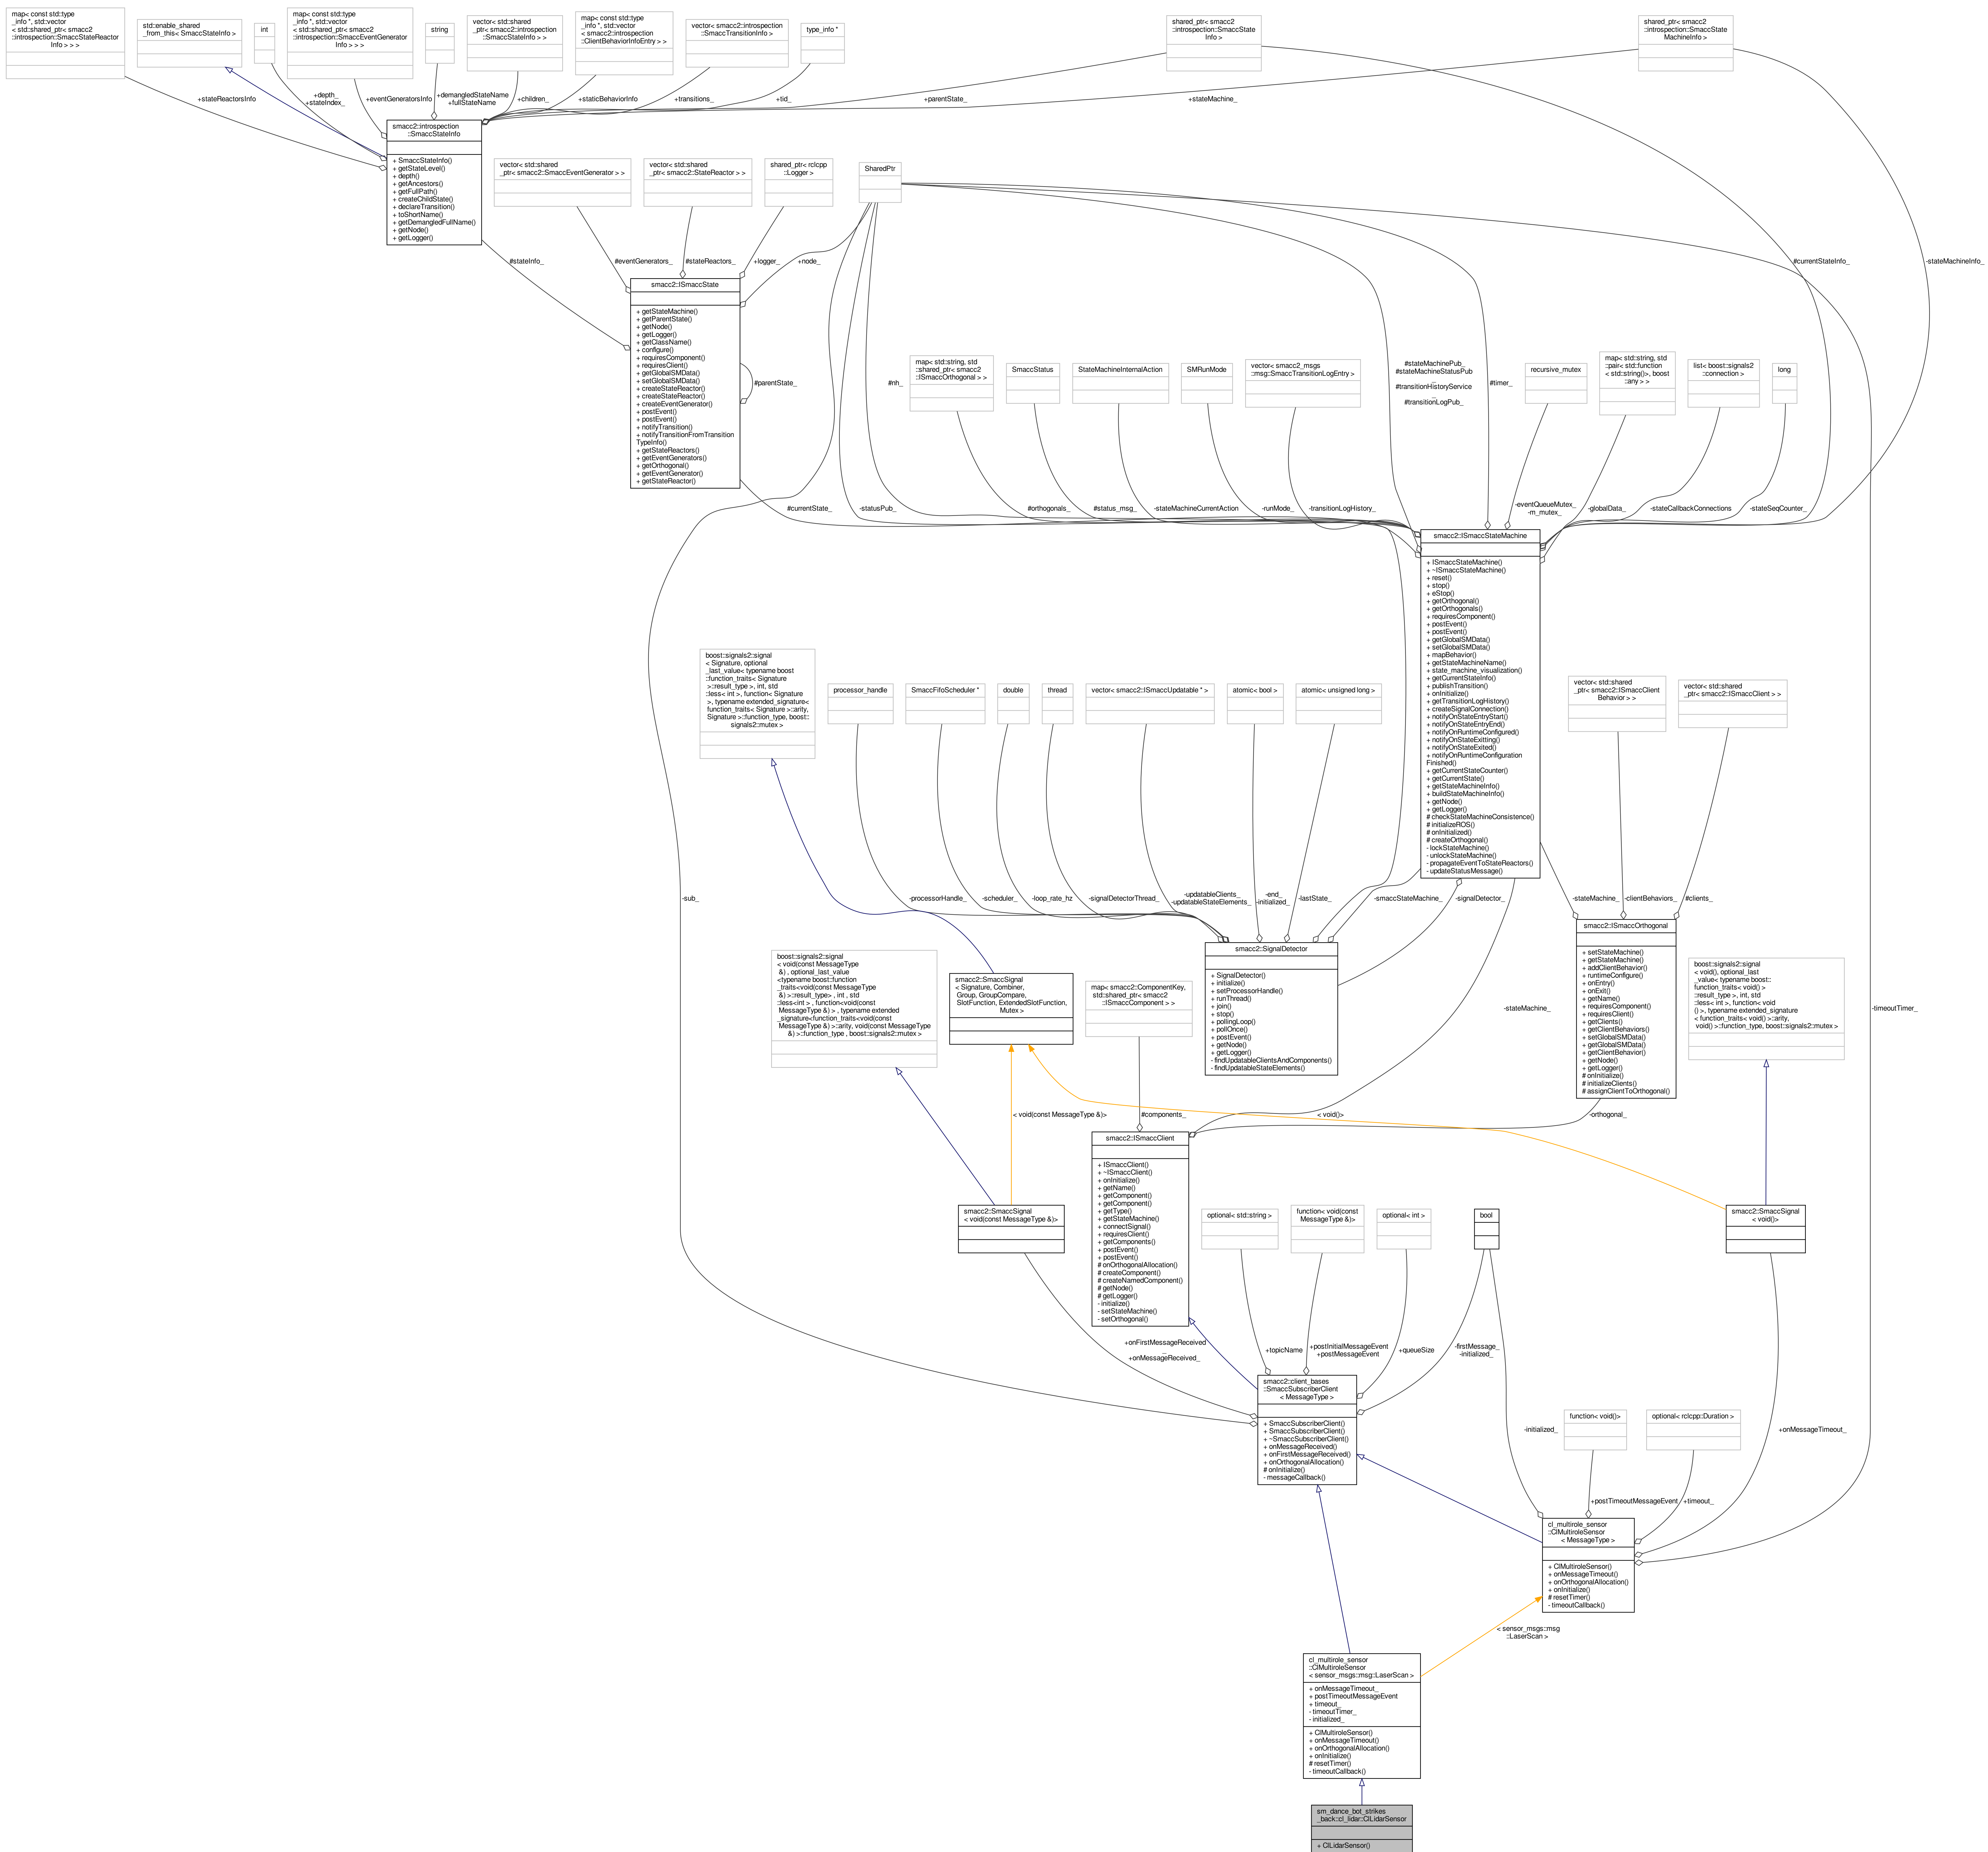 map< const std::type
_info *, std::vector
< std::shared_ptr< smacc2
::introspection::SmaccStateReactor
Info > > >
std::enable_shared
_from_this< SmaccStateInfo >
int
map< const std::type
_info *, std::vector
< std::shared_ptr< smacc2
::introspection::SmaccEventGenerator
Info > > >
string
vector< std::shared
_ptr< smacc2::introspection
::SmaccStateInfo > >
map< const std::type
_info *, std::vector
< smacc2::introspection
::ClientBehaviorInfoEntry > >
vector< smacc2::introspection
::SmaccTransitionInfo >
type_info *
shared_ptr< smacc2
::introspection::SmaccState
Info >
shared_ptr< smacc2
::introspection::SmaccState
MachineInfo >
+stateReactorsInfo
+depth_
+stateIndex_
+eventGeneratorsInfo
+demangledStateName
+fullStateName
+children_
+staticBehaviorInfo
+transitions_
+tid_
+parentState_
+stateMachine_
smacc2::introspection
::SmaccStateInfo
+ SmaccStateInfo()
+ getStateLevel()
+ depth()
+ getAncestors()
+ getFullPath()
+ createChildState()
+ declareTransition()
+ toShortName()
+ getDemangledFullName()
+ getNode()
+ getLogger()
vector< std::shared
_ptr< smacc2::SmaccEventGenerator > >
vector< std::shared
_ptr< smacc2::StateReactor > >
shared_ptr< rclcpp
::Logger >
SharedPtr
#stateInfo_
#eventGenerators_
#stateReactors_
+logger_
+node_
#currentStateInfo_
-stateMachineInfo_
smacc2::ISmaccState
+ getStateMachine()
+ getParentState()
+ getNode()
+ getLogger()
+ getClassName()
+ configure()
+ requiresComponent()
+ requiresClient()
+ getGlobalSMData()
+ setGlobalSMData()
+ createStateReactor()
+ createStateReactor()
+ createEventGenerator()
+ postEvent()
+ postEvent()
+ notifyTransition()
+ notifyTransitionFromTransition
TypeInfo()
+ getStateReactors()
+ getEventGenerators()
+ getOrthogonal()
+ getEventGenerator()
+ getStateReactor()
#parentState_
#nh_
map< std::string, std
::shared_ptr< smacc2
::ISmaccOrthogonal > >
SmaccStatus
StateMachineInternalAction
SMRunMode
vector< smacc2_msgs
::msg::SmaccTransitionLogEntry >
#stateMachinePub_
#stateMachineStatusPub
_
#transitionHistoryService
_
#transitionLogPub_
#timer_
recursive_mutex
map< std::string, std
::pair< std::function
< std::string()>, boost
::any > >
list< boost::signals2
::connection >
long
#currentState_
-statusPub_
#orthogonals_
#status_msg_
-stateMachineCurrentAction
-runMode_
-transitionLogHistory_
-eventQueueMutex_
-m_mutex_
-globalData_
-stateCallbackConnections
-stateSeqCounter_
smacc2::ISmaccStateMachine
+ ISmaccStateMachine()
+ ~ISmaccStateMachine()
+ reset()
+ stop()
+ eStop()
+ getOrthogonal()
+ getOrthogonals()
+ requiresComponent()
+ postEvent()
+ postEvent()
+ getGlobalSMData()
+ setGlobalSMData()
+ mapBehavior()
+ getStateMachineName()
+ state_machine_visualization()
+ getCurrentStateInfo()
+ publishTransition()
+ onInitialize()
+ getTransitionLogHistory()
+ createSignalConnection()
+ notifyOnStateEntryStart()
+ notifyOnStateEntryEnd()
+ notifyOnRuntimeConfigured()
+ notifyOnStateExitting()
+ notifyOnStateExited()
+ notifyOnRuntimeConfiguration
Finished()
+ getCurrentStateCounter()
+ getCurrentState()
+ getStateMachineInfo()
+ buildStateMachineInfo()
+ getNode()
+ getLogger()
# checkStateMachineConsistence()
# initializeROS()
# onInitialized()
# createOrthogonal()
- lockStateMachine()
- unlockStateMachine()
- propagateEventToStateReactors()
- updateStatusMessage()
boost::signals2::signal
< Signature, optional
_last_value< typename boost
::function_traits< Signature
>::result_type >, int, std
::less< int >, function< Signature
>, typename extended_signature<
function_traits< Signature >::arity,
Signature >::function_type, boost::
signals2::mutex >
processor_handle
SmaccFifoScheduler *
double
thread
vector< smacc2::ISmaccUpdatable * >
atomic< bool >
atomic< unsigned long >
vector< std::shared
_ptr< smacc2::ISmaccClient
Behavior > >
vector< std::shared
_ptr< smacc2::ISmaccClient > >
-sub_
-processorHandle_
-scheduler_
-loop_rate_hz
-signalDetectorThread_
-updatableClients_
-updatableStateElements_
-end_
-initialized_
-lastState_
-smaccStateMachine_
-signalDetector_
-stateMachine_
-clientBehaviors_
#clients_
smacc2::SignalDetector
+ SignalDetector()
+ initialize()
+ setProcessorHandle()
+ runThread()
+ join()
+ stop()
+ pollingLoop()
+ pollOnce()
+ postEvent()
+ getNode()
+ getLogger()
- findUpdatableClientsAndComponents()
- findUpdatableStateElements()
smacc2::ISmaccOrthogonal
+ setStateMachine()
+ getStateMachine()
+ addClientBehavior()
+ runtimeConfigure()
+ onEntry()
+ onExit()
+ getName()
+ requiresComponent()
+ requiresClient()
+ getClients()
+ getClientBehaviors()
+ setGlobalSMData()
+ getGlobalSMData()
+ getClientBehavior()
+ getNode()
+ getLogger()
# onInitialize()
# initializeClients()
# assignClientToOrthogonal()
boost::signals2::signal
< void(const MessageType
&) , optional_last_value
<typename boost::function
_traits<void(const MessageType
&) >::result_type> , int , std
::less<int > , function<void(const
MessageType &) > , typename extended
_signature<function_traits<void(const
MessageType &) >::arity, void(const MessageType
&) >::function_type , boost::signals2::mutex >
smacc2::SmaccSignal
< Signature, Combiner,
Group, GroupCompare,
SlotFunction, ExtendedSlotFunction,
Mutex >
map< smacc2::ComponentKey,
std::shared_ptr< smacc2
::ISmaccComponent > >
boost::signals2::signal
< void(), optional_last
_value< typename boost::
function_traits< void() >
::result_type >, int, std
::less< int >, function< void
() >, typename extended_signature
< function_traits< void() >::arity,
void() >::function_type, boost::signals2::mutex >
-stateMachine_
-timeoutTimer_
< void(const MessageType &)>
#components_
< void()>
-orthogonal_
smacc2::ISmaccClient
+ ISmaccClient()
+ ~ISmaccClient()
+ onInitialize()
+ getName()
+ getComponent()
+ getComponent()
+ getType()
+ getStateMachine()
+ connectSignal()
+ requiresClient()
+ getComponents()
+ postEvent()
+ postEvent()
# onOrthogonalAllocation()
# createComponent()
# createNamedComponent()
# getNode()
# getLogger()
- initialize()
- setStateMachine()
- setOrthogonal()
smacc2::SmaccSignal
< void(const MessageType &)>
optional< std::string >
function< void(const
MessageType &)>
optional< int >
bool
smacc2::SmaccSignal
< void()>
+onFirstMessageReceived
_
+onMessageReceived_
+topicName
+postInitialMessageEvent
+postMessageEvent
+queueSize
-firstMessage_
-initialized_
smacc2::client_bases
::SmaccSubscriberClient
< MessageType >
+ SmaccSubscriberClient()
+ SmaccSubscriberClient()
+ ~SmaccSubscriberClient()
+ onMessageReceived()
+ onFirstMessageReceived()
+ onOrthogonalAllocation()
# onInitialize()
- messageCallback()
function< void()>
optional< rclcpp::Duration >
-initialized_
+onMessageTimeout_
+postTimeoutMessageEvent
+timeout_
cl_multirole_sensor
::ClMultiroleSensor
< MessageType >
+ ClMultiroleSensor()
+ onMessageTimeout()
+ onOrthogonalAllocation()
+ onInitialize()
# resetTimer()
- timeoutCallback()
< sensor_msgs::msg
::LaserScan >
cl_multirole_sensor
::ClMultiroleSensor
< sensor_msgs::msg::LaserScan >
+ onMessageTimeout_
+ postTimeoutMessageEvent
+ timeout_
- timeoutTimer_
- initialized_
+ ClMultiroleSensor()
+ onMessageTimeout()
+ onOrthogonalAllocation()
+ onInitialize()
# resetTimer()
- timeoutCallback()
sm_dance_bot_strikes
_back::cl_lidar::ClLidarSensor
+ ClLidarSensor()